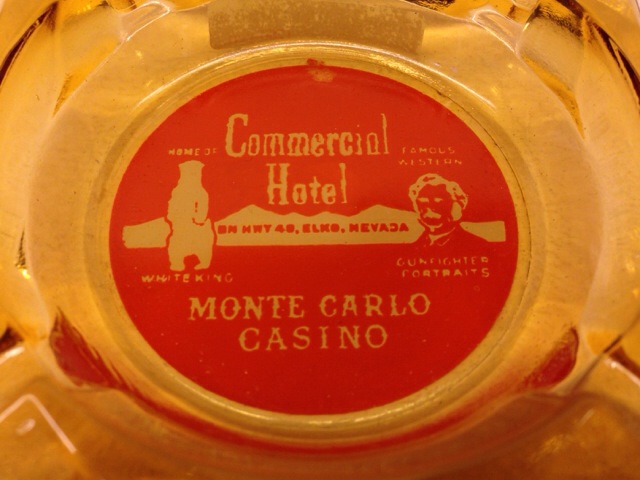 Commercial
HOME OF
FAMOUS
WESTERN
Hotel
ON HWY 40, ELKO, NEVADA
WHITE KING
GUNFIGHTER
PORTRAITS
MONTE CARLO
CASINO